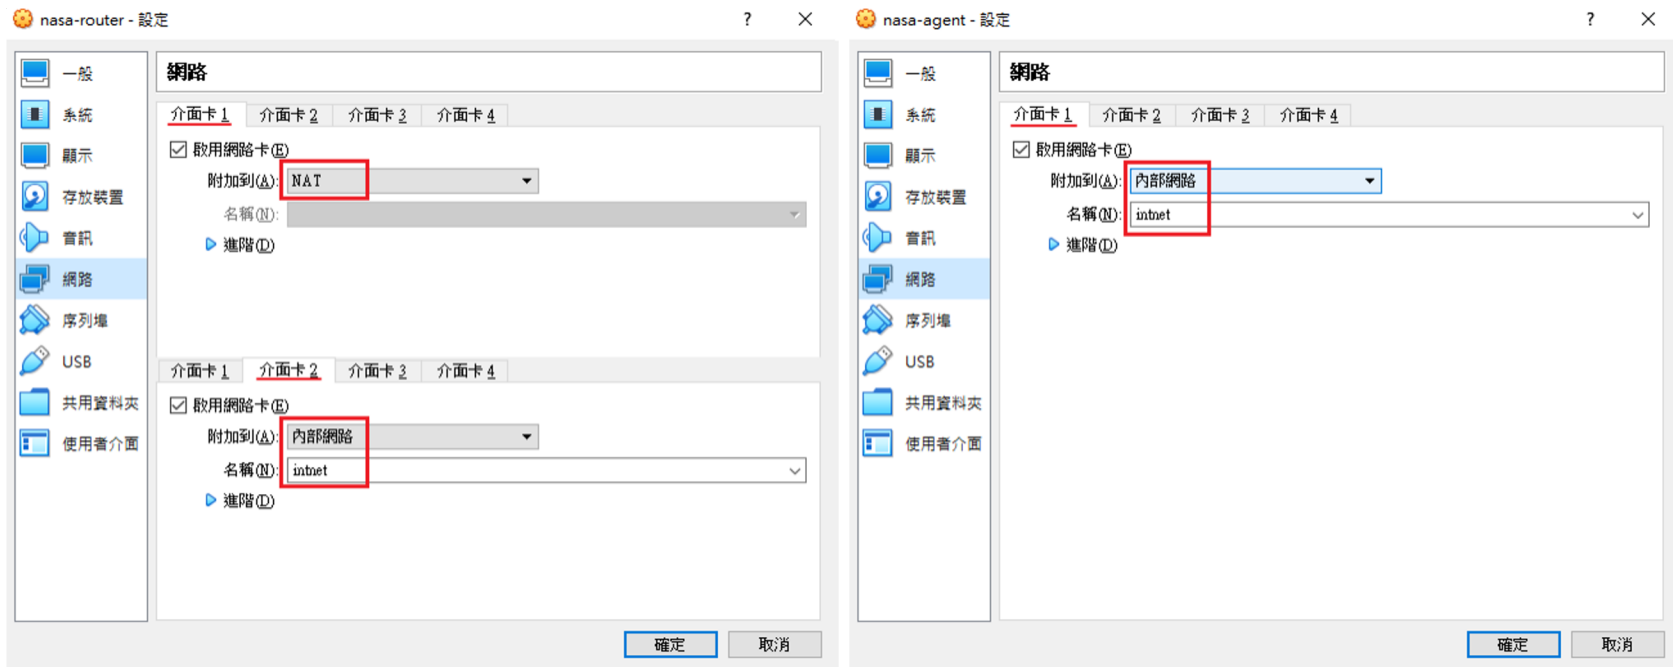 nasa-router - 設定
?
一般
系統
顯示
存放裝置
音訊
網路
序列埠
USB
共用資料夾
使用者介面
網路
介面卡 1 介面卡 2 介面卡 3 介面卡 4
啟用網路卡(E)
附加到(A): NAT
名稱(N):
進階(D)
介面卡 1 介面卡 2 介面卡 3 介面卡 4
啟用網路卡(E)
附加到(A): 內部網路
名稱(N): intnet
進階(D)
確定 取消
nasa-agent - 設定
?
一般
系統
顯示
存放裝置
音訊
網路
序列埠
USB
共用資料夾
使用者介面
網路
介面卡 1 介面卡 2 介面卡 3 介面卡 4
啟用網路卡(E)
附加到(A): 內部網路
名稱(N): intnet
進階(D)
確定 取消